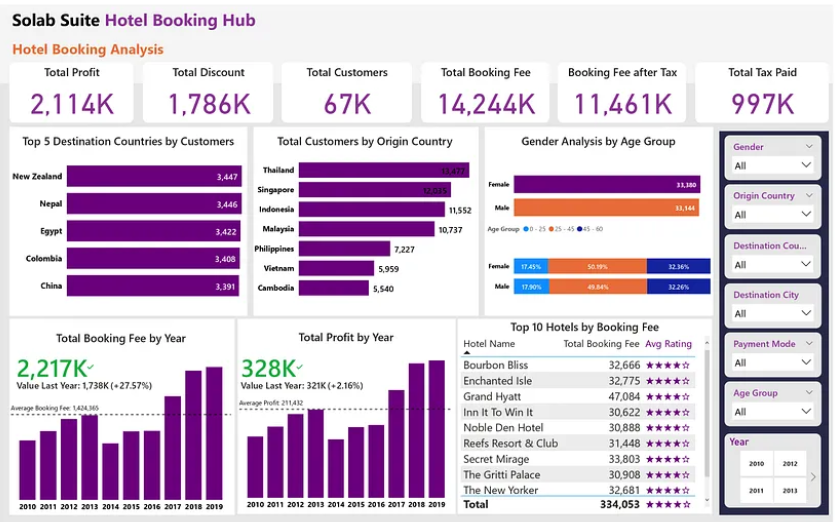 Solab Suite Hotel Booking Hub
Hotel Booking Analysis
Total Profit
2,114K
Total Discount
1,786K
Total Customers
67K
Total Booking Fee
14,244K
Booking Fee after Tax
11,461K
Total Tax Paid
997K
Top 5 Destination Countries by Customers
New Zealand 3,447
Nepal 3,446
Egypt 3,422
Colombia 3,408
China 3,391
Total Customers by Origin Country
Thailand 13,477
Singapore 12,035
Indonesia 11,552
Malaysia 10,737
Philippines 7,227
Vietnam 5,959
Cambodia 5,540
Gender Analysis by Age Group
Female 33,380
Male 33,144
Age Group 0 - 25 25 - 45 45 - 60
Female 17.45% 50.19% 32.36%
Male 17.90% 49.84% 32.26%
Gender
All
Origin Country
All
Destination Cou...
All
Destination City
All
Payment Mode
All
Age Group
All
Year
2010 2012
2011 2013
Total Booking Fee by Year
2,217K
Value Last Year: 1,738K (+27.57%)
Average Booking Fee: 1,424,365
2010 2011 2012 2013 2014 2015 2016 2017 2018 2019
Total Profit by Year
328K
Value Last Year: 321K (+2.16%)
Average Profit: 211,432
2010 2011 2012 2013 2014 2015 2016 2017 2018 2019
Top 10 Hotels by Booking Fee
Hotel Name Total Booking Fee Avg Rating
Bourbon Bliss 32,666 ★★★★☆
Enchanted Isle 32,775 ★★★★☆
Grand Hyatt 47,084 ★★★★☆
Inn It To Win It 30,622 ★★★★☆
Noble Den Hotel 30,888 ★★★★☆
Reefs Resort & Club 31,448 ★★★★☆
Secret Mirage 33,803 ★★★★☆
The Gritti Palace 30,908 ★★★★☆
The New Yorker 32,681 ★★★★☆
Total 334,053 ★★★★☆